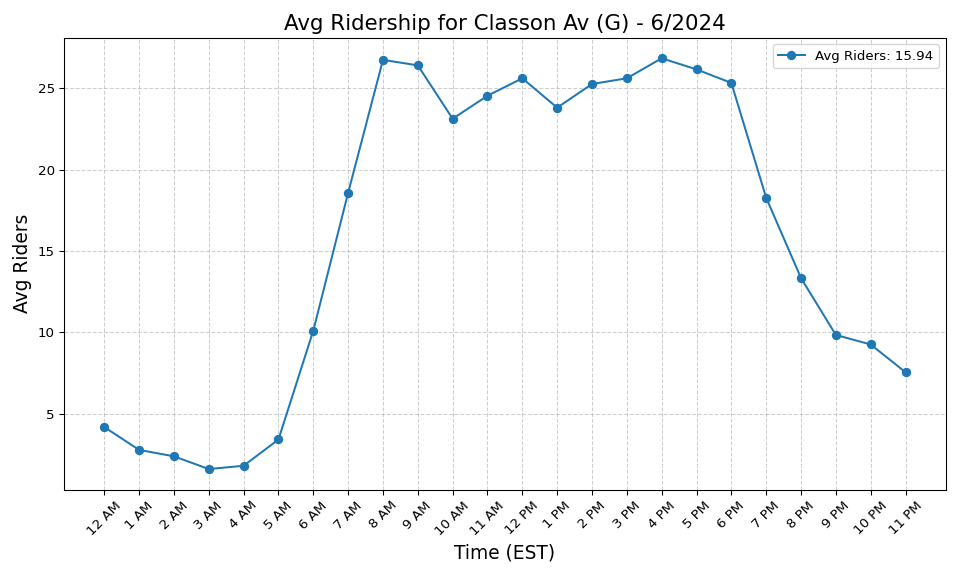 Avg Ridership for Classon Av (G) - 6/2024
Avg Riders: 15.94
Avg Riders
25
20
15
10
5
12 AM 1 AM 2 AM 3 AM 4 AM 5 AM 6 AM 7 AM 8 AM 9 AM 10 AM 11 AM 12 PM 1 PM 2 PM 3 PM 4 PM 5 PM 6 PM 7 PM 8 PM 9 PM 10 PM 11 PM
Time (EST)